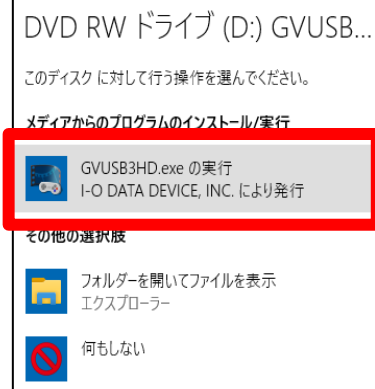 DVD RW ドライブ (D:) GVUSB...
このディスク に対して行う操作を選んでください。
メディアからのプログラムのインストール/実行
GVUSB3HD.exe の実行
I-O DATA DEVICE, INC. により発行
その他の選択肢
フォルダーを開いてファイルを表示
エクスプローラー
何もしない